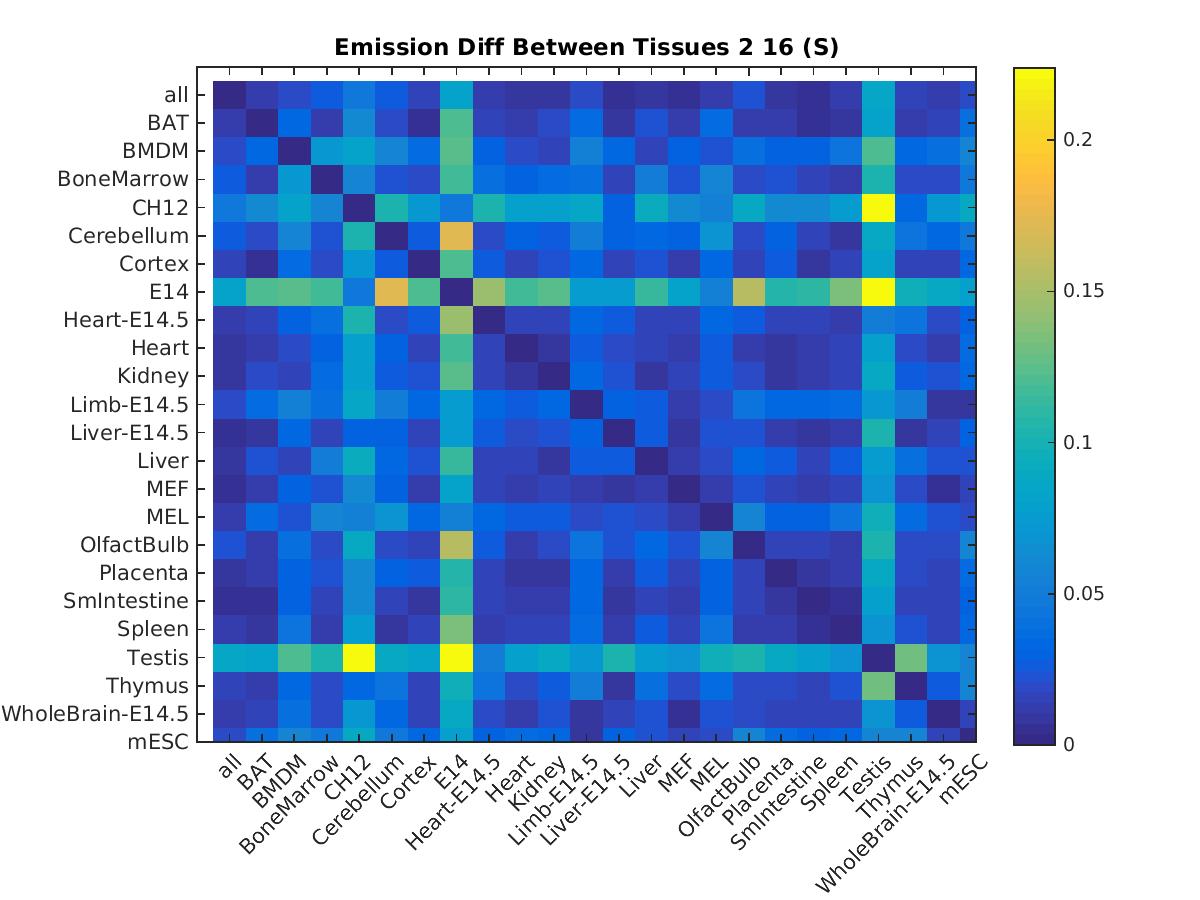 Emission Diff Between Tissues 2 16 (S)
all
BAT
BMDM
BoneMarrow
CH12
Cerebellum
Cortex
E14
Heart-E14.5
Heart
Kidney
Limb-E14.5
Liver-E14.5
Liver
MEF
MEL
OlfactBulb
Placenta
SmIntestine
Spleen
Testis
Thymus
WholeBrain-E14.5
mESC
all
BAT
BMDM
BoneMarrow
CH12
Cerebellum
Cortex
E14
Heart-E14.5
Heart
Kidney
Limb-E14.5
Liver-E14.5
Liver
MEF
MEL
OlfactBulb
Placenta
SmIntestine
Spleen
Testis
Thymus
WholeBrain-E14.5
mESC
0.2
0.15
0.1
0.05
0